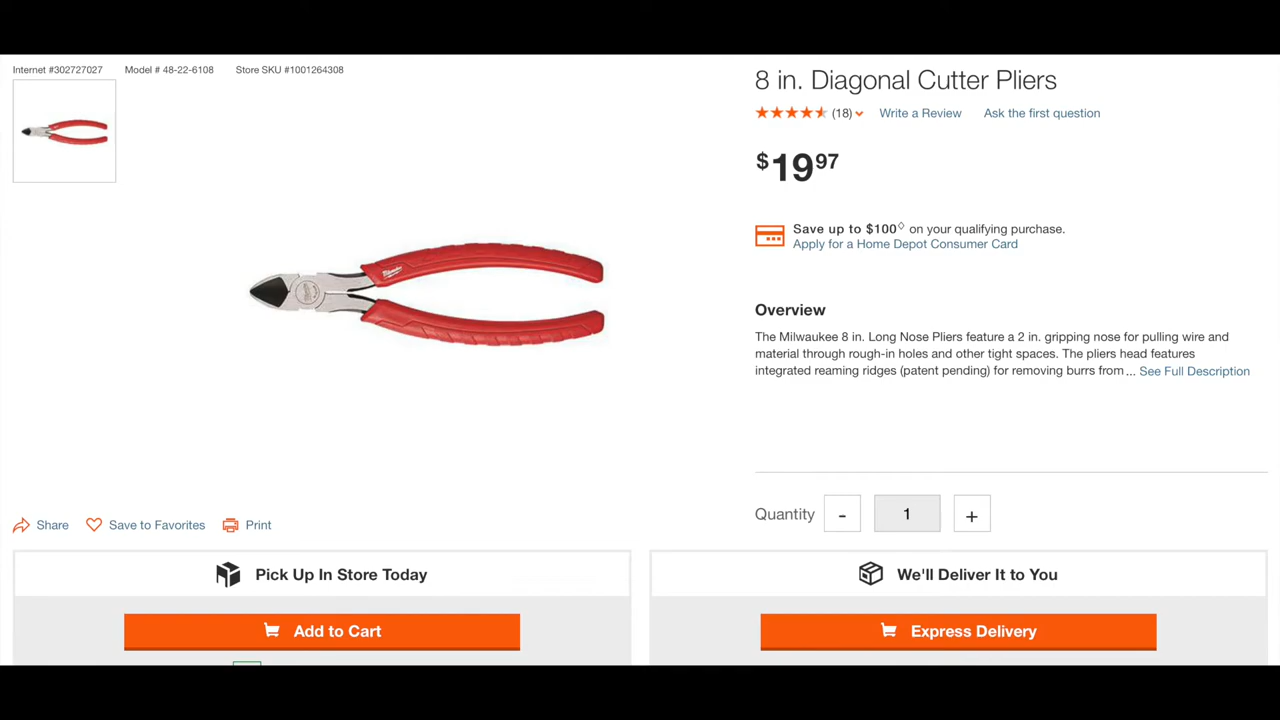 Internet #302727027 Model # 48-22-6108 Store SKU #1001264308
8 in. Diagonal Cutter Pliers
(18) Write a Review Ask the first question
$19 97
Save up to $100◊ on your qualifying purchase.
Apply for a Home Depot Consumer Card
Overview
The Milwaukee 8 in. Long Nose Pliers feature a 2 in. gripping nose for pulling wire and
material through rough-in holes and other tight spaces. The pliers head features
integrated reaming ridges (patent pending) for removing burrs from ... See Full Description
Milwaukee
Share Save to Favorites Print
Quantity - 1 +
Pick Up In Store Today
We'll Deliver It to You
Add to Cart
Express Delivery